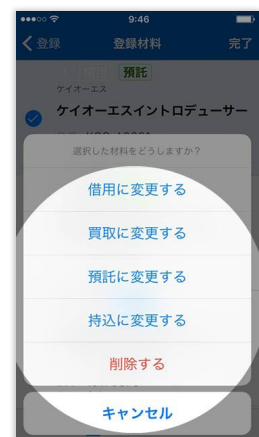 9:46
登録 登録材料 完了
預託
ケイオーエス
ケイオーエスイントロデューサー
選択した材料をどうしますか？
借用に変更する
買取に変更する
預託に変更する
持込に変更する
削除する
キャンセル